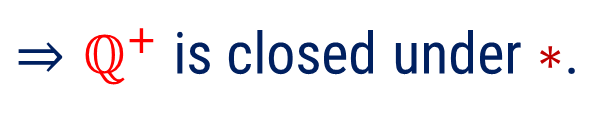 ⇒ ℚ⁺ is closed under *.